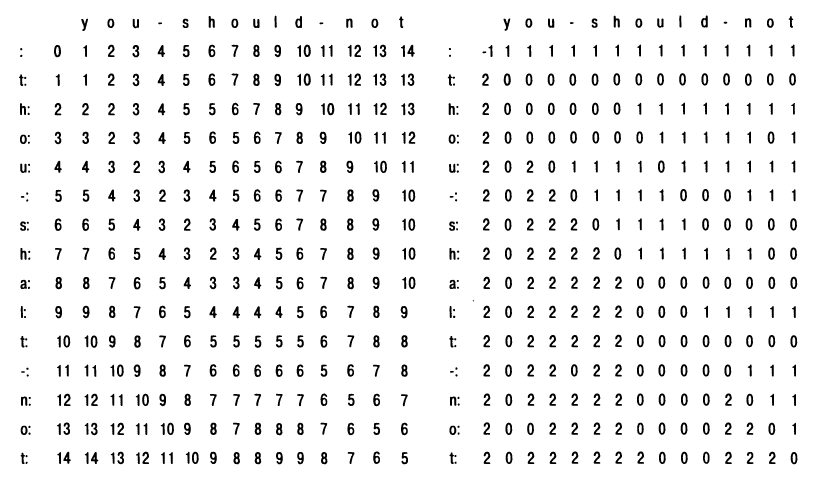 y o u - s h o u l d - n o t y o u - s h o u l d - n o t
: 0 1 2 3 4 5 6 7 8 9 10 11 12 13 14 : -1 1 1 1 1 1 1 1 1 1 1 1 1 1 1
t: 1 1 2 3 4 5 6 7 8 9 10 11 12 13 13 t: 2 0 0 0 0 0 0 0 0 0 0 0 0 0 0
h: 2 2 2 3 4 5 5 6 7 8 9 10 11 12 13 h: 2 0 0 0 0 0 0 1 1 1 1 1 1 1 1
o: 3 3 2 3 4 5 6 5 6 7 8 9 10 11 12 o: 2 0 0 0 0 0 0 0 1 1 1 1 1 0 1
u: 4 4 3 2 3 4 5 6 5 6 7 8 9 10 11 u: 2 0 2 0 1 1 1 1 0 1 1 1 1 1 1
-: 5 5 4 3 2 3 4 5 6 6 7 7 8 9 10 -: 2 0 2 2 0 1 1 1 1 0 0 0 1 1 1
s: 6 6 5 4 3 2 3 4 5 6 7 8 8 9 10 s: 2 0 2 2 2 0 1 1 1 1 0 0 0 0 0
h: 7 7 6 5 4 3 2 3 4 5 6 7 8 9 10 h: 2 0 2 2 2 2 0 1 1 1 1 1 1 0 0
a: 8 8 7 6 5 4 3 3 4 5 6 7 8 9 10 a: 2 0 2 2 2 2 2 0 0 0 0 0 0 0 0
l: 9 9 8 7 6 5 4 4 4 4 5 6 7 8 9 l: 2 0 2 2 2 2 2 0 0 0 1 1 1 1 1
t: 10 10 9 8 7 6 5 5 5 5 5 6 7 8 8 t: 2 0 2 2 2 2 2 0 0 0 0 0 0 0 0
-: 11 11 10 9 8 7 6 6 6 6 6 5 6 7 8 -: 2 0 2 2 0 2 2 0 0 0 0 0 1 1 1
n: 12 12 11 10 9 8 7 7 7 7 7 6 5 6 7 n: 2 0 2 2 2 2 2 0 0 0 0 2 0 1 1
o: 13 13 12 11 10 9 8 7 8 8 8 7 6 5 6 o: 2 0 0 2 2 2 2 0 0 0 0 2 2 0 1
t: 14 14 13 12 11 10 9 8 8 9 9 8 7 6 5 t: 2 0 2 2 2 2 2 2 0 0 0 2 2 2 0